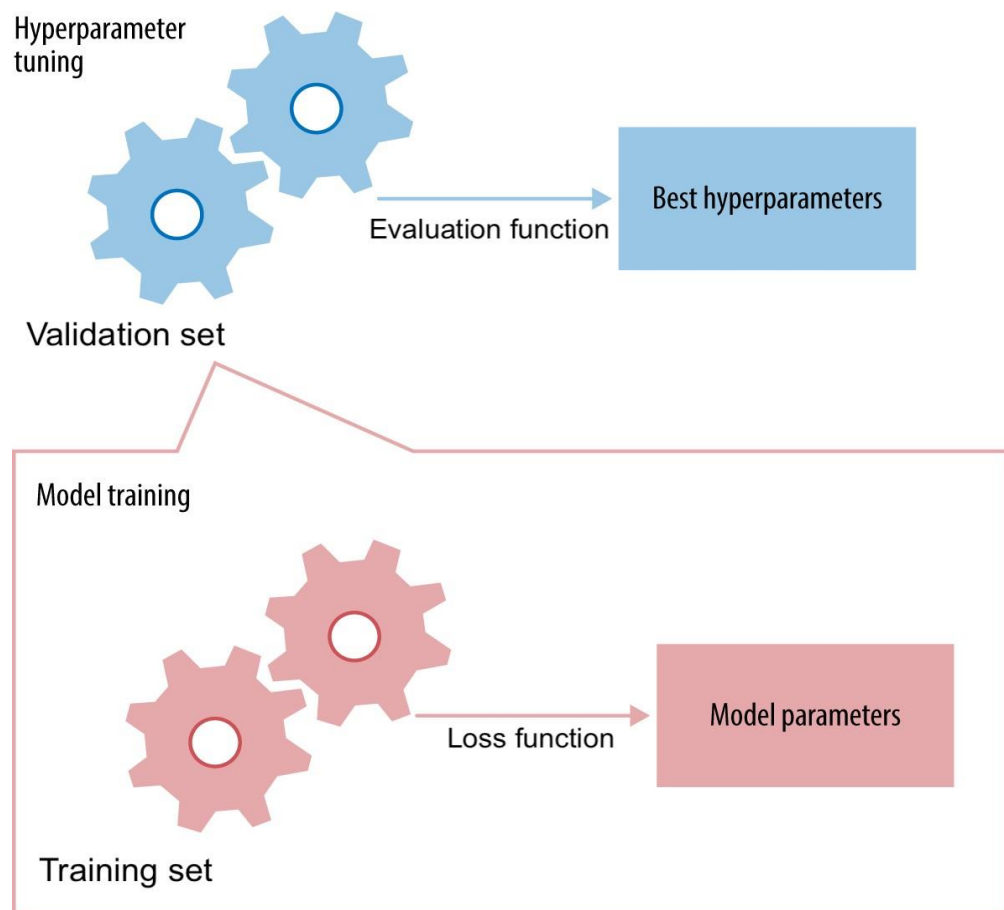 Hyperparameter
tuning
Best hyperparameters
Evaluation function
Validation set
Model training
Model parameters
Loss function
Training set